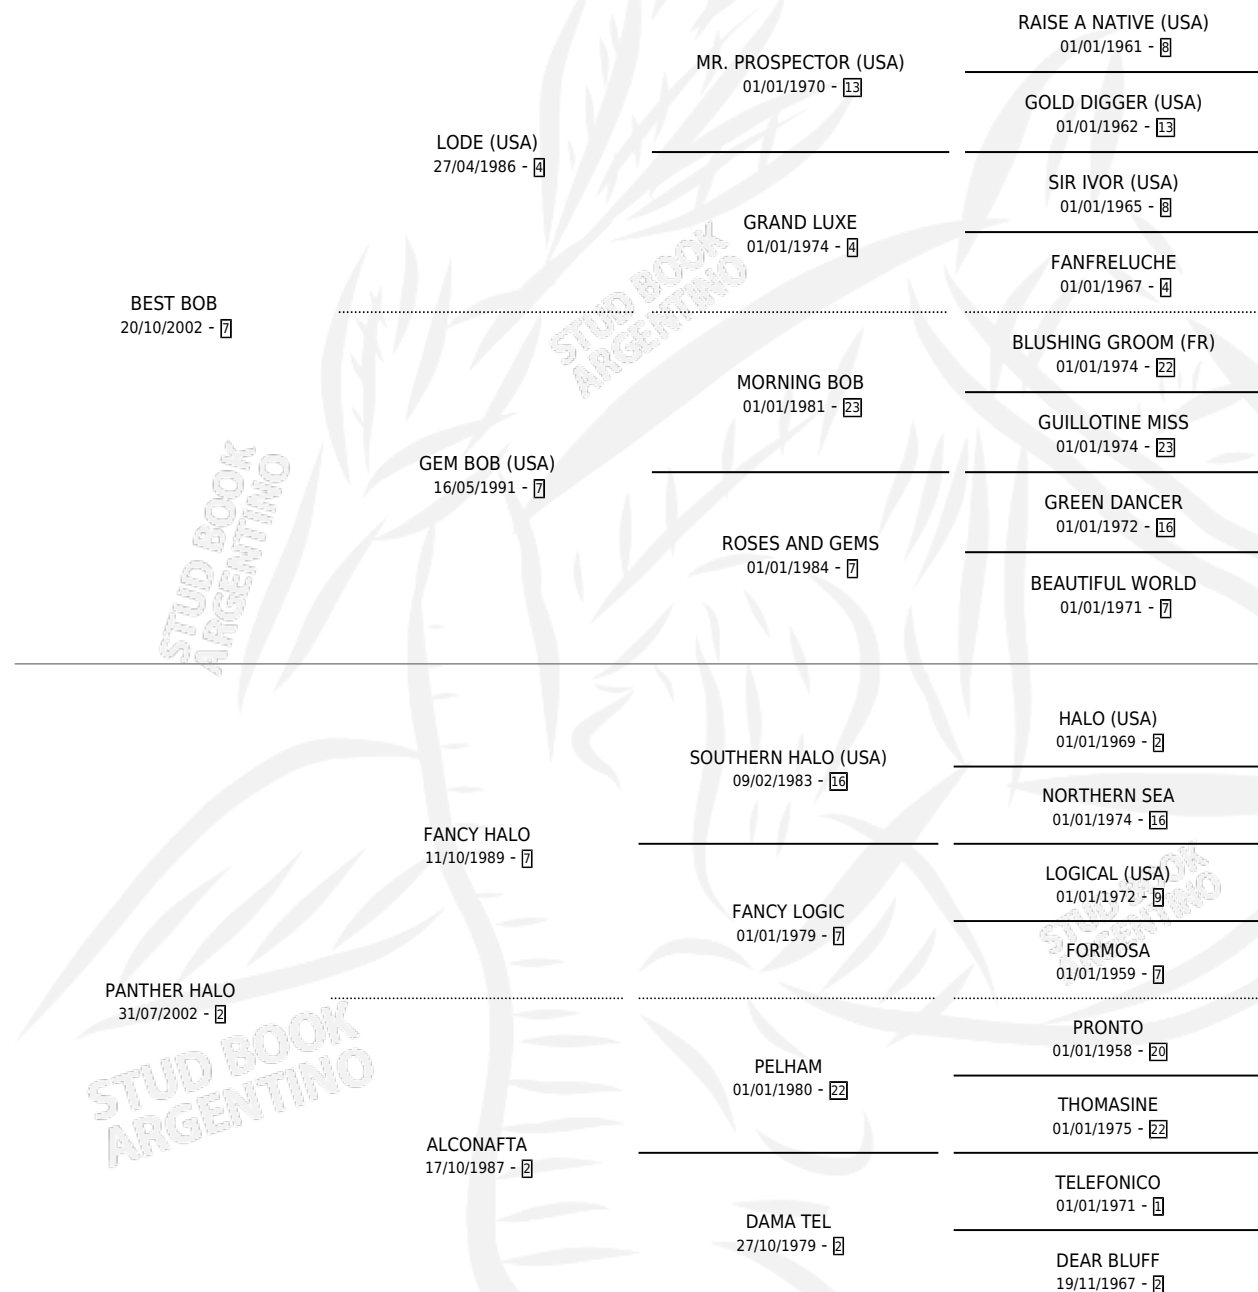 RAISE A NATIVE (USA)
01/01/1961 - 8
MR. PROSPECTOR (USA)
01/01/1970 - 13
GOLD DIGGER (USA)
01/01/1962 - 13
LODE (USA)
27/04/1986 - 4
SIR IVOR (USA)
01/01/1965 - 8
GRAND LUXE
01/01/1974 - 4
FANFRELUCHE
01/01/1967 - 4
BEST BOB
20/10/2002 - 7
BLUSHING GROOM (FR)
01/01/1974 - 22
MORNING BOB
01/01/1981 - 23
GUILLOTINE MISS
01/01/1974 - 23
GEM BOB (USA)
16/05/1991 - 7
GREEN DANCER
01/01/1972 - 16
ROSES AND GEMS
01/01/1984 - 7
BEAUTIFUL WORLD
01/01/1971 - 7
HALO (USA)
01/01/1969 - 2
SOUTHERN HALO (USA)
09/02/1983 - 16
NORTHERN SEA
01/01/1974 - 16
FANCY HALO
11/10/1989 - 7
LOGICAL (USA)
01/01/1972 - 9
FANCY LOGIC
01/01/1979 - 7
FORMOSA
01/01/1959 - 7
PANTHER HALO
31/07/2002 - 2
PRONTO
01/01/1958 - 20
PELHAM
01/01/1980 - 22
THOMASINE
01/01/1975 - 22
ALCONAFTA
17/10/1987 - 2
TELEFONICO
01/01/1971 - 1
DAMA TEL
27/10/1979 - 2
DEAR BLUFF
19/11/1967 - 2
STUD BOOK
ARGENTINO
STUD BOOK
ARGENTINO
STUD BOOK
ARGENTINO
STUD BOOK
ARGENTINO